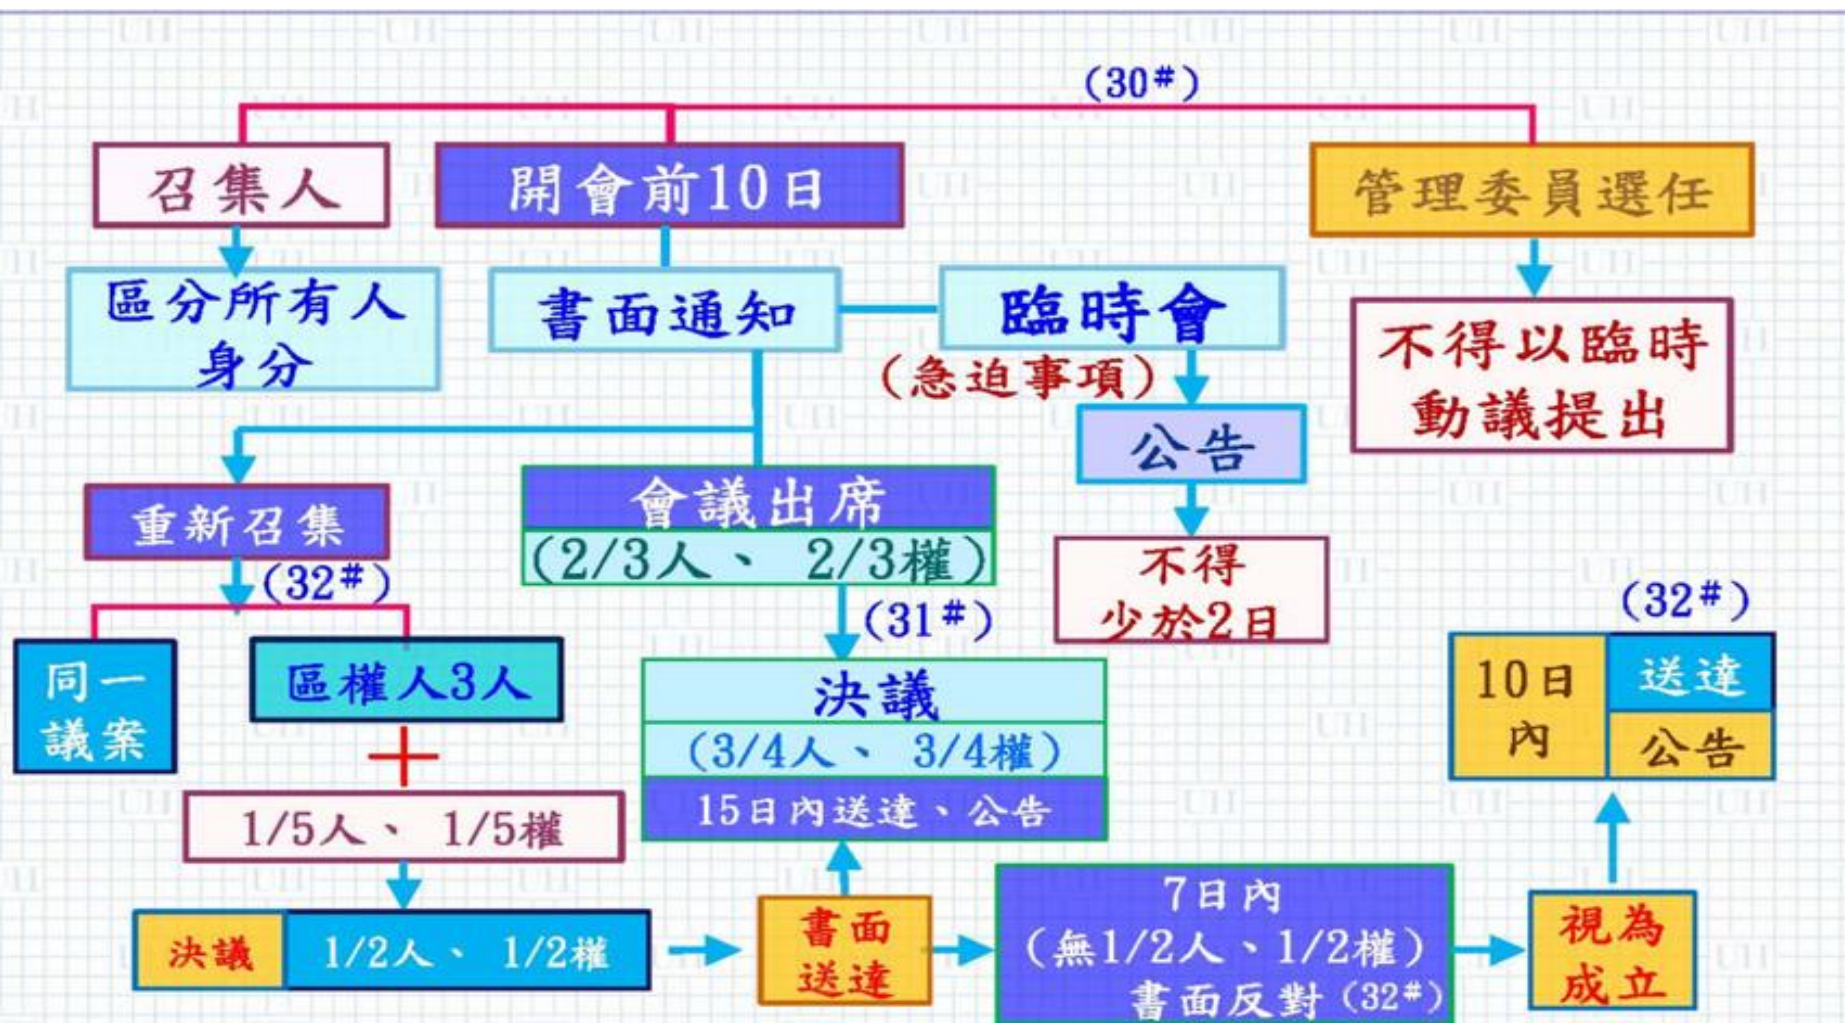 (30#)
召集人
開會前10日
管理委員選任
區分所有人
身分
書面通知
臨時會
(急迫事項)
不得以臨時
動議提出
公告
重新召集
會議出席
(2/3人、 2/3權)
不得
少於2日
(32#)
(31#)
(32#)
同一
議案
區權人3人
決議
(3/4人、 3/4權)
15日內送達、公告
10日
內
送達
公告
1/5人、 1/5權
決議
1/2人、 1/2權
書面
送達
7日內
(無1/2人、1/2權)
書面反對(32#)
視為
成立